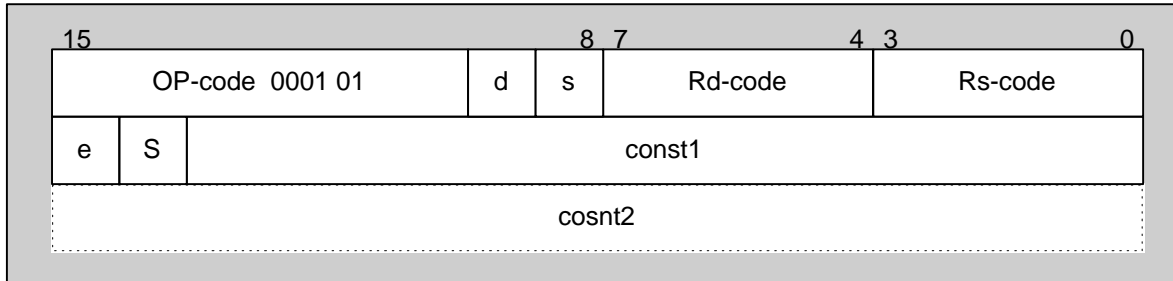 15 8 7 4 3 0
OP-code 0001 01 d s Rd-code Rs-code
e S const1
cosnt2